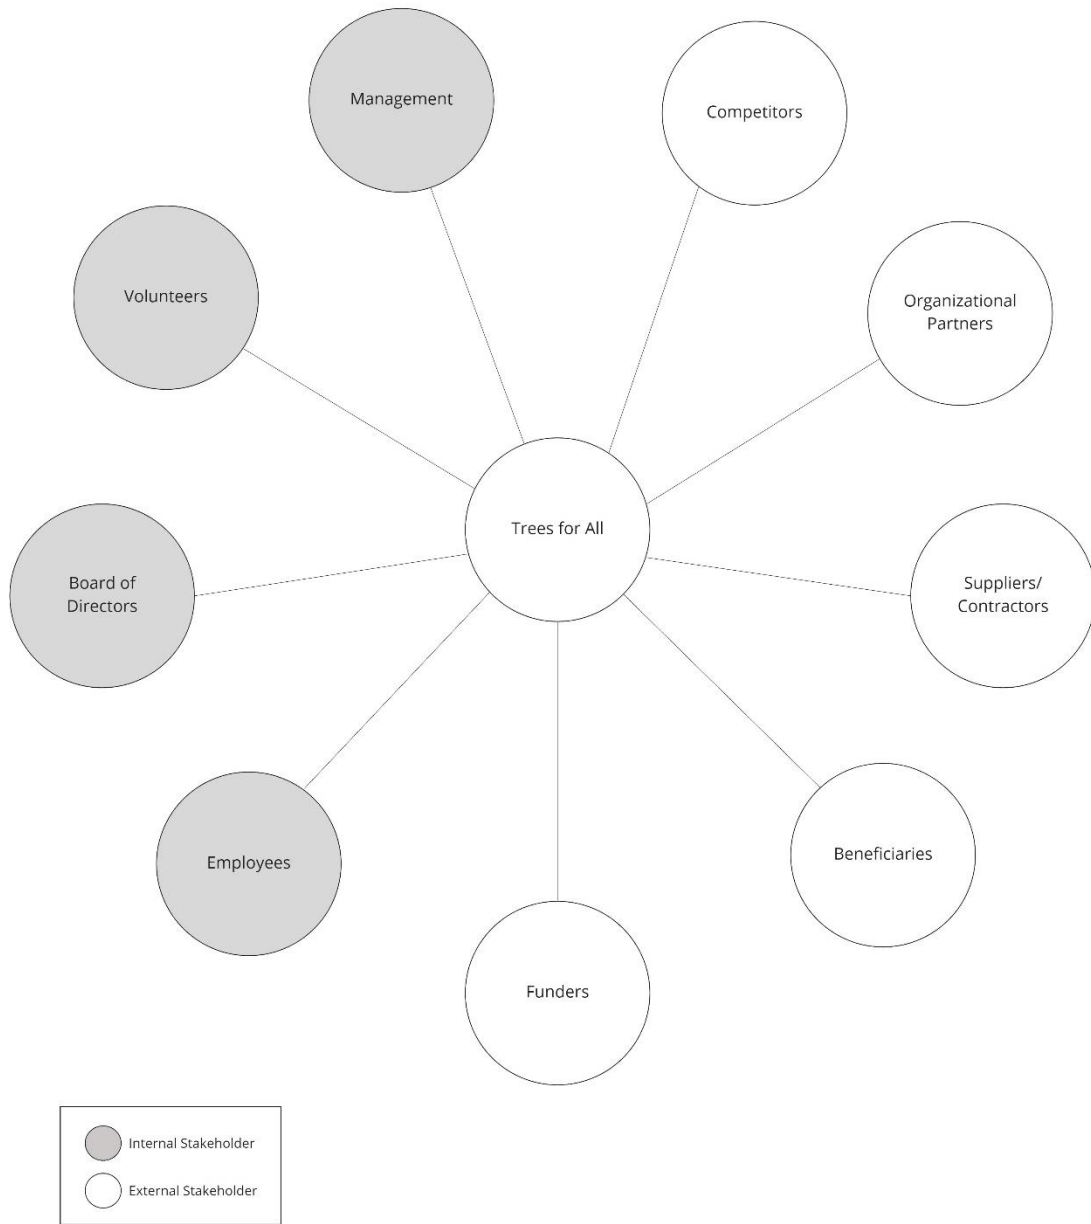 Management
Competitors
Volunteers
Organizational
Partners
Trees for All
Board of
Directors
Suppliers/
Contractors
Employees
Beneficiaries
Funders
Internal Stakeholder
External Stakeholder